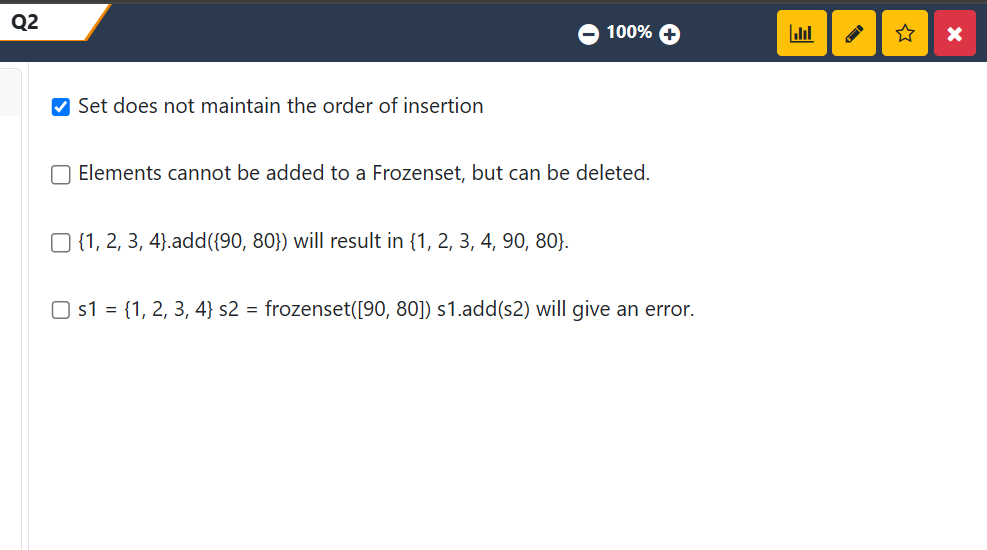 Q2
100%
Set does not maintain the order of insertion
Elements cannot be added to a Frozenset, but can be deleted.
{1, 2, 3, 4}.add({90, 80}) will result in {1, 2, 3, 4, 90, 80}.
s1 = {1, 2, 3, 4} s2 = frozenset([90, 80]) s1.add(s2) will give an error.